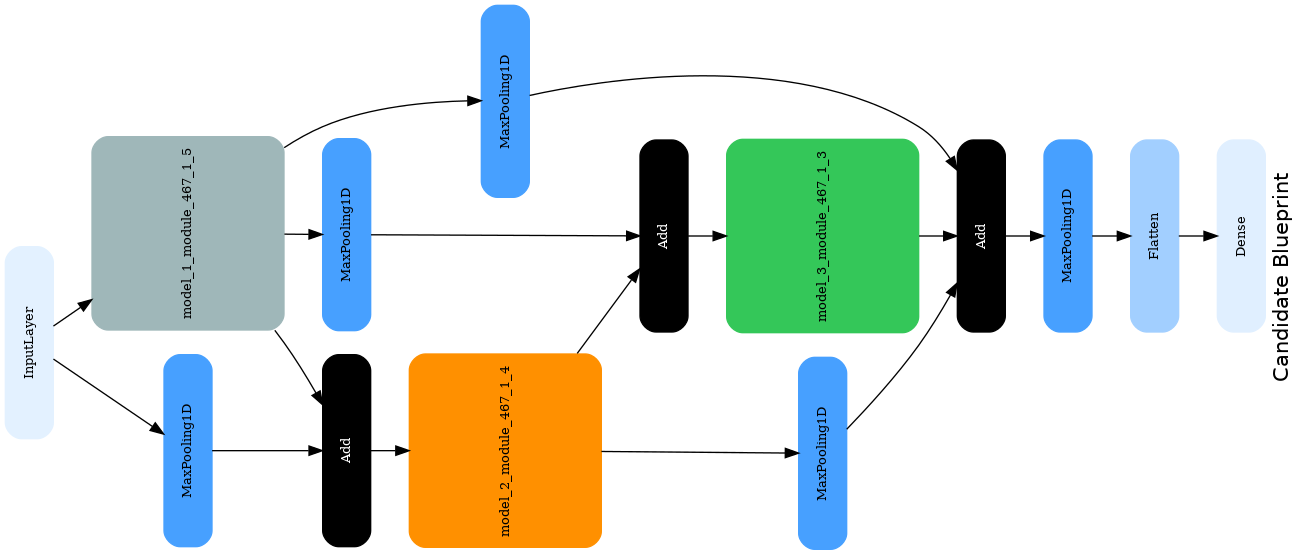 InputLayer
model_1_module_467_1_5
MaxPooling1D
MaxPooling1D
MaxPooling1D
Add
model_2_module_467_1_4
Add
model_3_module_467_1_3
MaxPooling1D
Add
MaxPooling1D
Flatten
Dense
Candidate Blueprint